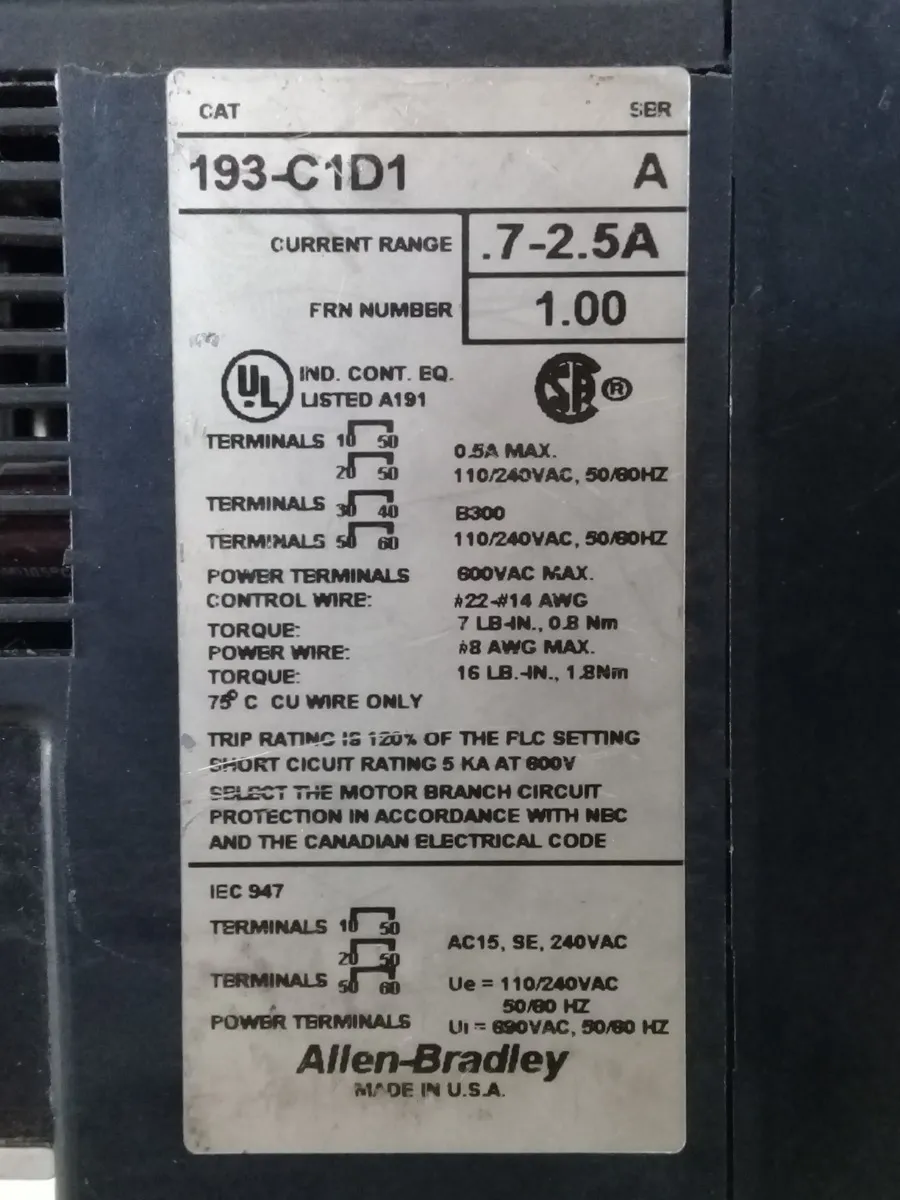 CAT SER
193-C1D1 A
CURRENT RANGE .7-2.5A
FRN NUMBER 1.00
UL IND. CONT. EQ.
LISTED A191
SA ®
TERMINALS 10 50
20 50
0.5A MAX.
110/240VAC, 50/60HZ
TERMINALS 30 40
TERMINALS 50 60
B300
110/240VAC, 50/60HZ
POWER TERMINALS 600VAC MAX.
CONTROL WIRE: #22-#14 AWG
TORQUE: 7 LB-IN., 0.8 Nm
POWER WIRE: #8 AWG MAX.
TORQUE: 16 LB.-IN., 1.8Nm
75° C CU WIRE ONLY
TRIP RATING IS 120% OF THE FLC SETTING
SHORT CICUIT RATING 5 KA AT 600V
SELECT THE MOTOR BRANCH CIRCUIT
PROTECTION IN ACCORDANCE WITH NEC
AND THE CANADIAN ELECTRICAL CODE
IEC 947
TERMINALS 10 50
20 50
AC15, SE, 240VAC
TERMINALS 50 60
Ue = 110/240VAC
50/60 HZ
POWER TERMINALS Ui = 690VAC, 50/60 HZ
Allen-Bradley
MADE IN U.S.A.